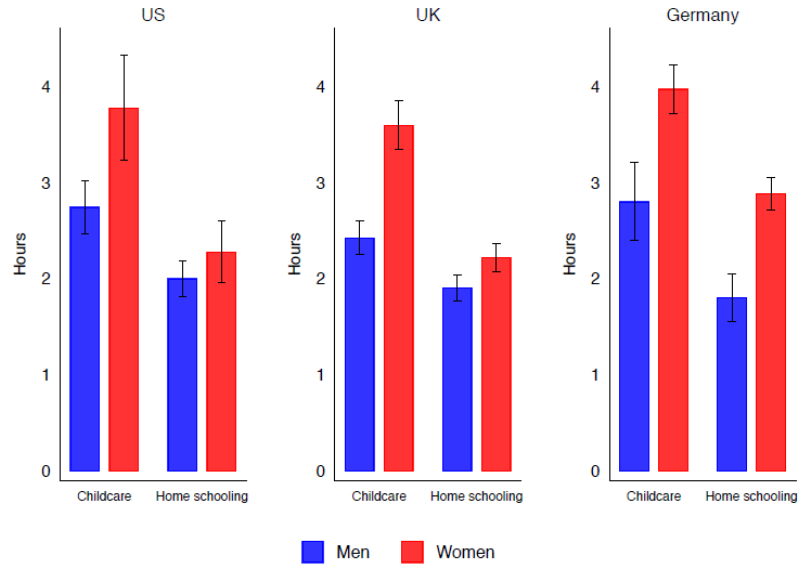 US
UK
Germany
4
3
2
1
0
Hours
Childcare
Home schooling
4
3
2
1
0
Hours
Childcare
Home schooling
4
3
2
1
0
Hours
Childcare
Home schooling
Men
Women